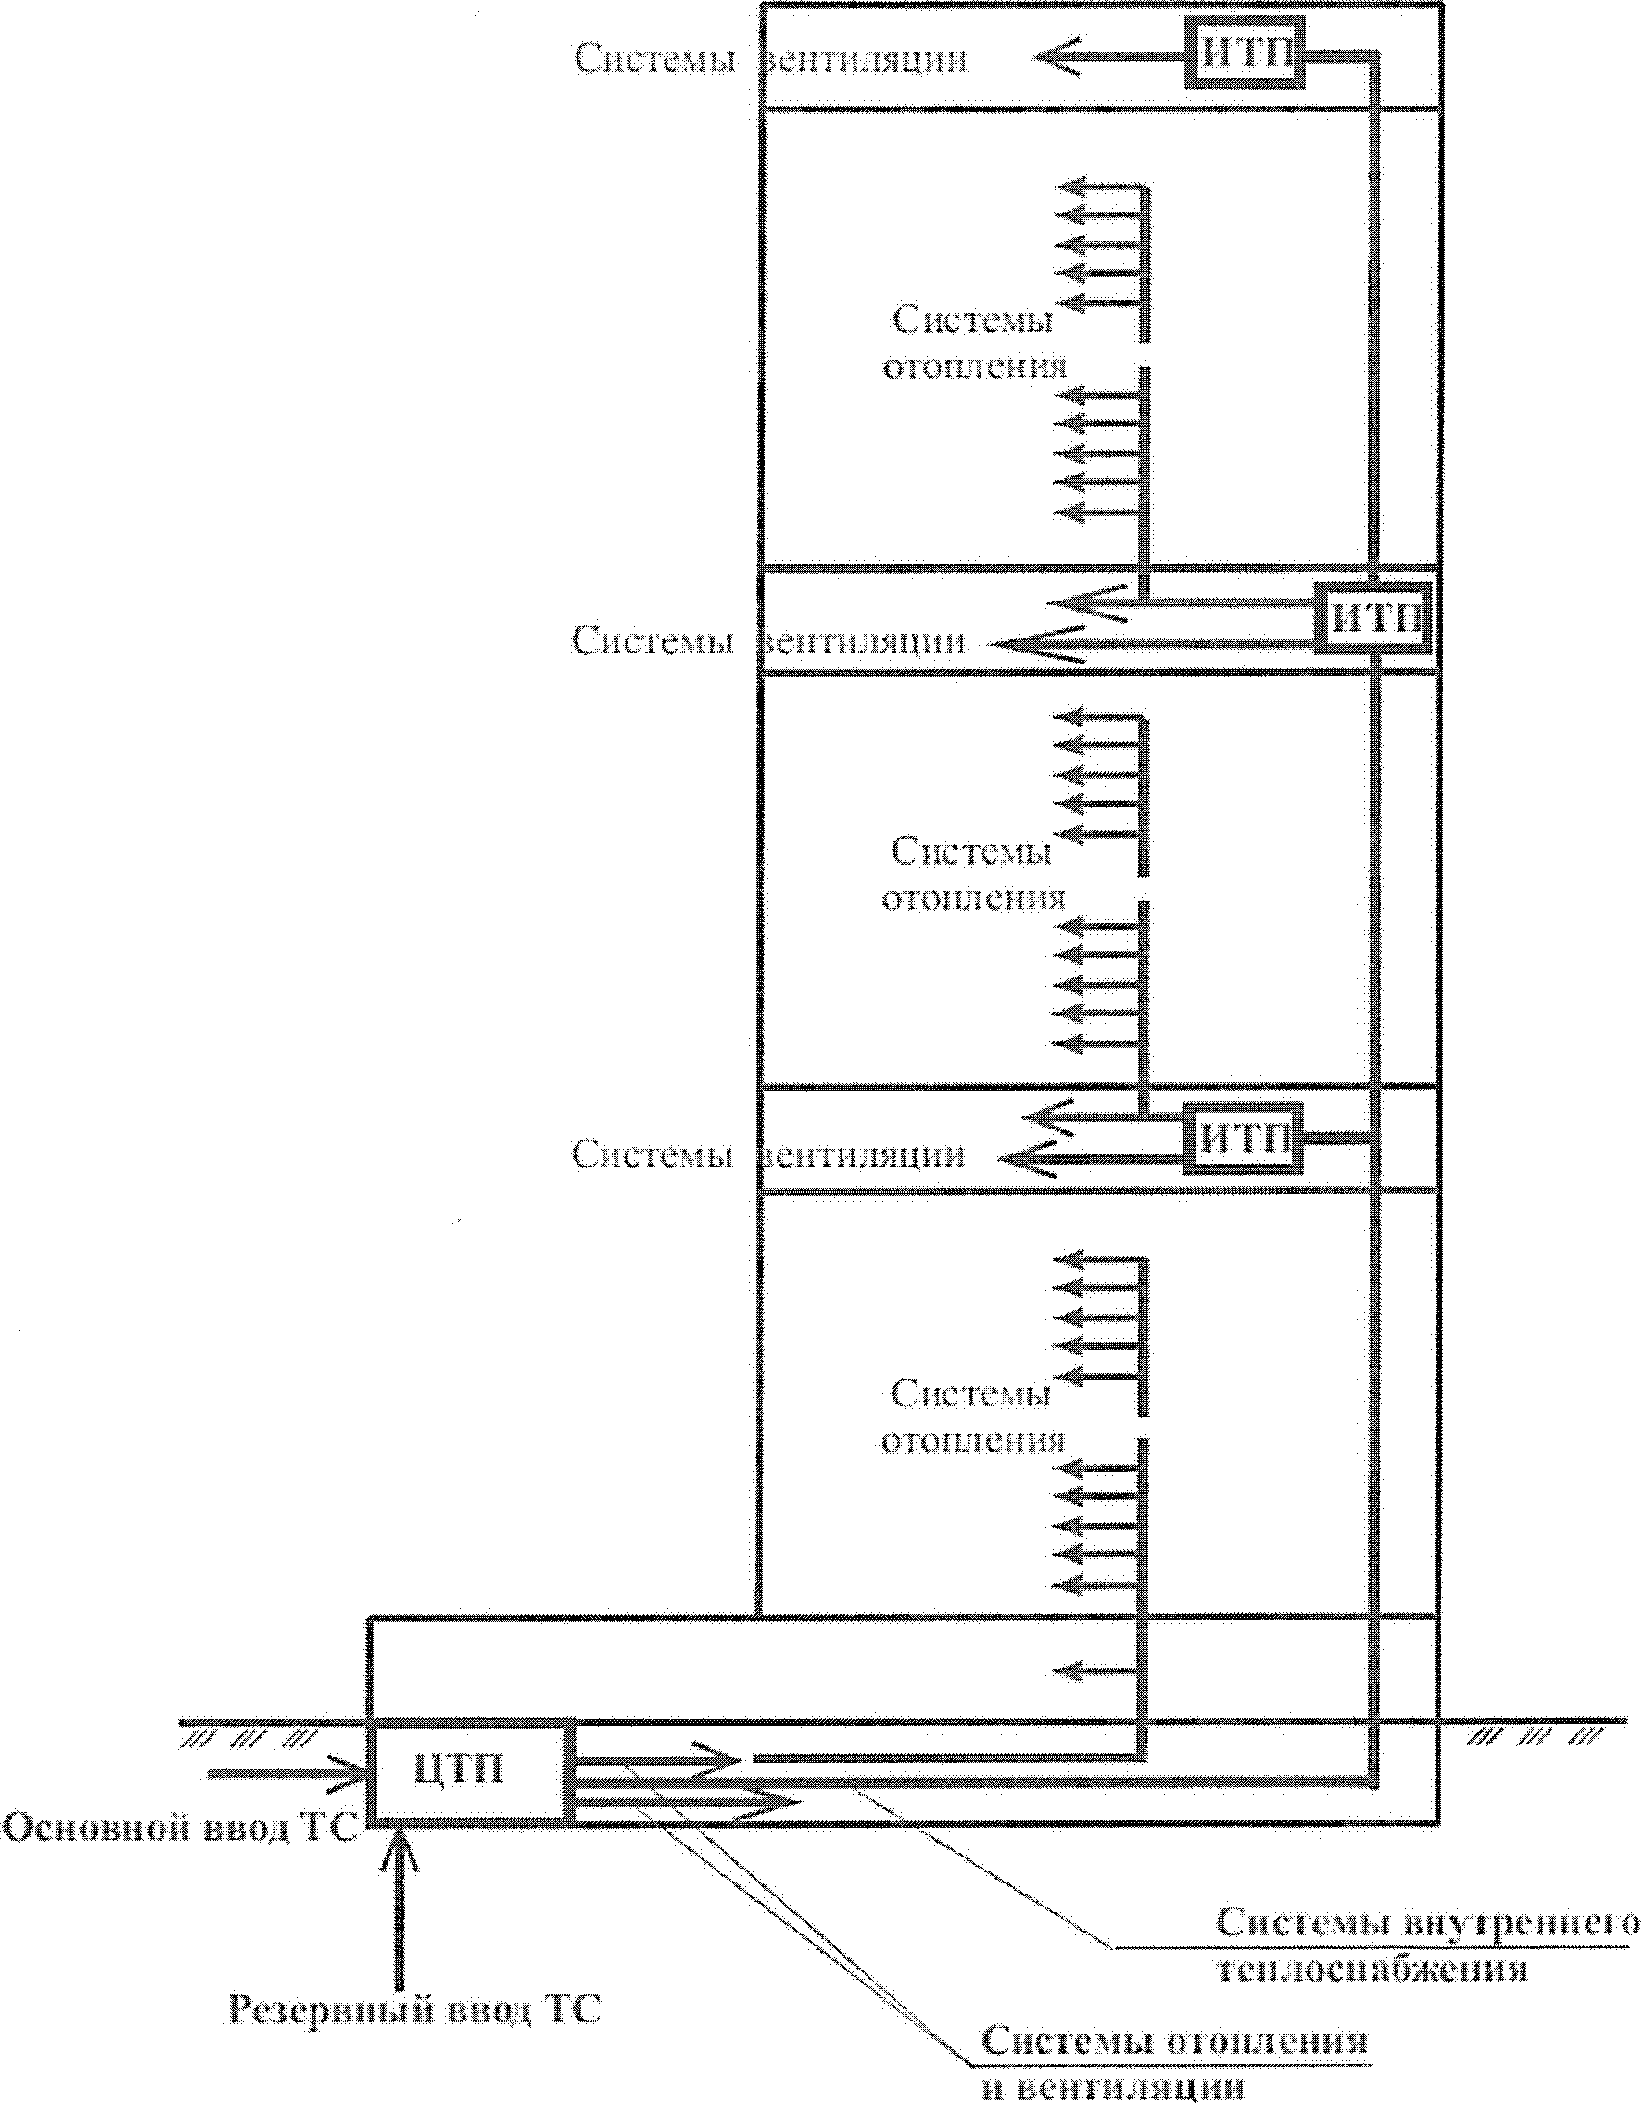 Системы вентиляции
ИТП
Системы
отопления
ИТП
Системы вентиляции
Системы
отопления
ИТП
Системы вентиляции
Системы
отопления
ЦТП
Основной ввод ТС
Системы внутреннего
теплоснабжения
Резервный ввод ТС
Системы отопления
и вентиляции